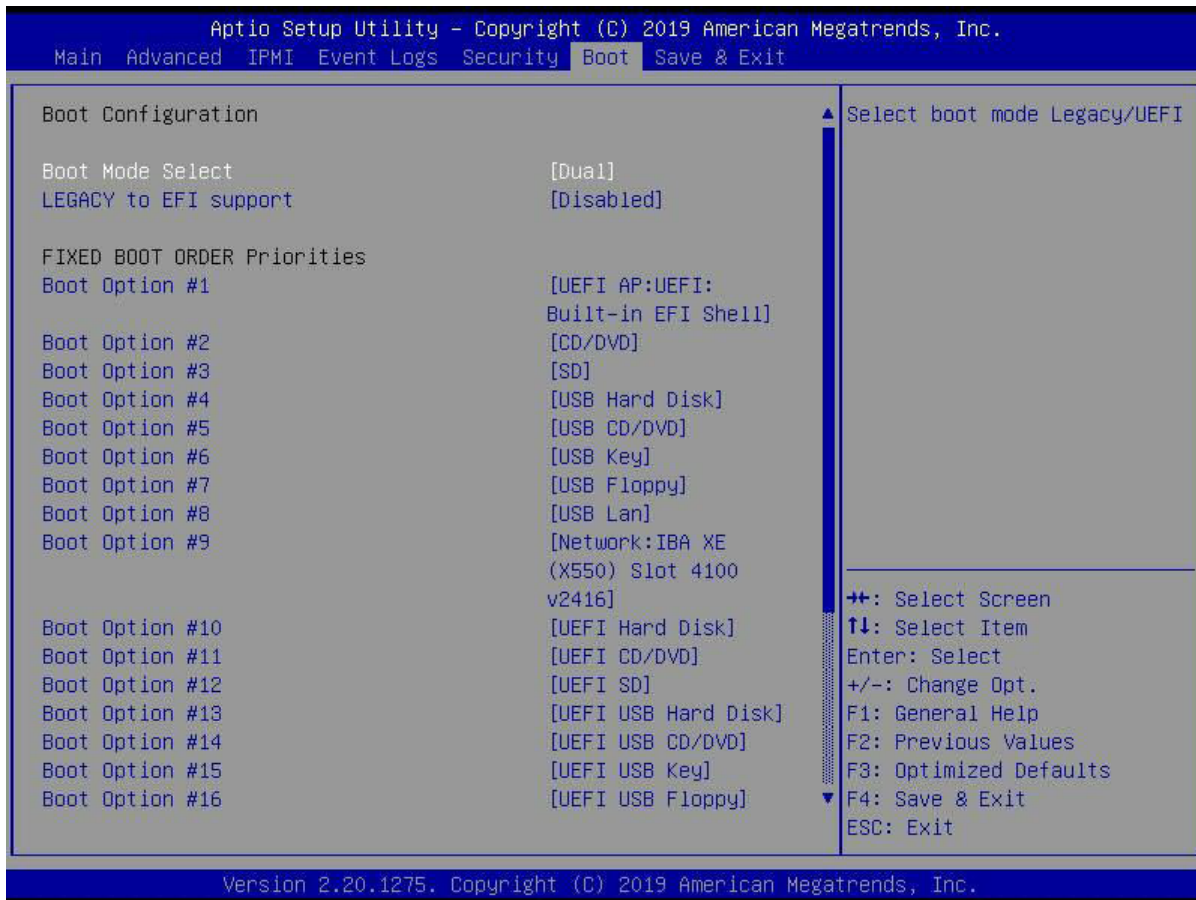 Aptio Setup Utility – Copyright (C) 2019 American Megatrends, Inc.
Main Advanced IPMI Event Logs Security Boot Save & Exit
Boot Configuration
Select boot mode Legacy/UEFI
Boot Mode Select [Dual]
LEGACY to EFI support [Disabled]
FIXED BOOT ORDER Priorities
Boot Option #1 [UEFI AP:UEFI:
Built-in EFI Shell]
Boot Option #2 [CD/DVD]
Boot Option #3 [SD]
Boot Option #4 [USB Hard Disk]
Boot Option #5 [USB CD/DVD]
Boot Option #6 [USB Key]
Boot Option #7 [USB Floppy]
Boot Option #8 [USB Lan]
Boot Option #9 [Network:IBA XE
(X550) Slot 4100
v2416]
Boot Option #10 [UEFI Hard Disk]
Boot Option #11 [UEFI CD/DVD]
Boot Option #12 [UEFI SD]
Boot Option #13 [UEFI USB Hard Disk]
Boot Option #14 [UEFI USB CD/DVD]
Boot Option #15 [UEFI USB Key]
Boot Option #16 [UEFI USB Floppy]
→←: Select Screen
↑↓: Select Item
Enter: Select
+/-: Change Opt.
F1: General Help
F2: Previous Values
F3: Optimized Defaults
F4: Save & Exit
ESC: Exit
Version 2.20.1275. Copyright (C) 2019 American Megatrends, Inc.